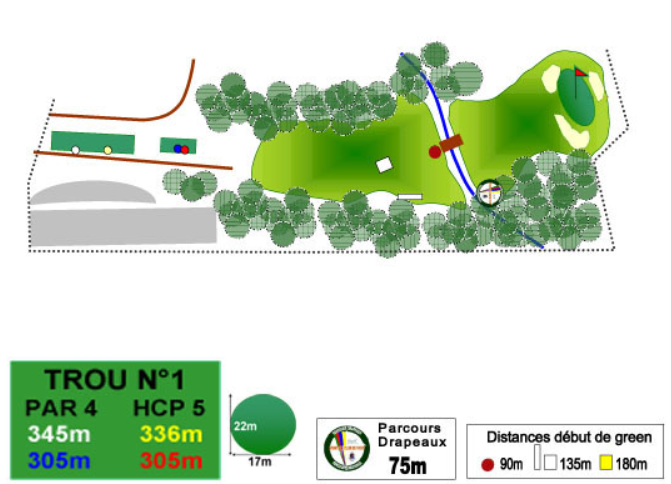 TROU N°1
PAR 4 HCP 5
345m 336m
305m 305m
22m
17m
Parcours
Drapeaux
75m
Distances début de green
90m 135m 180m